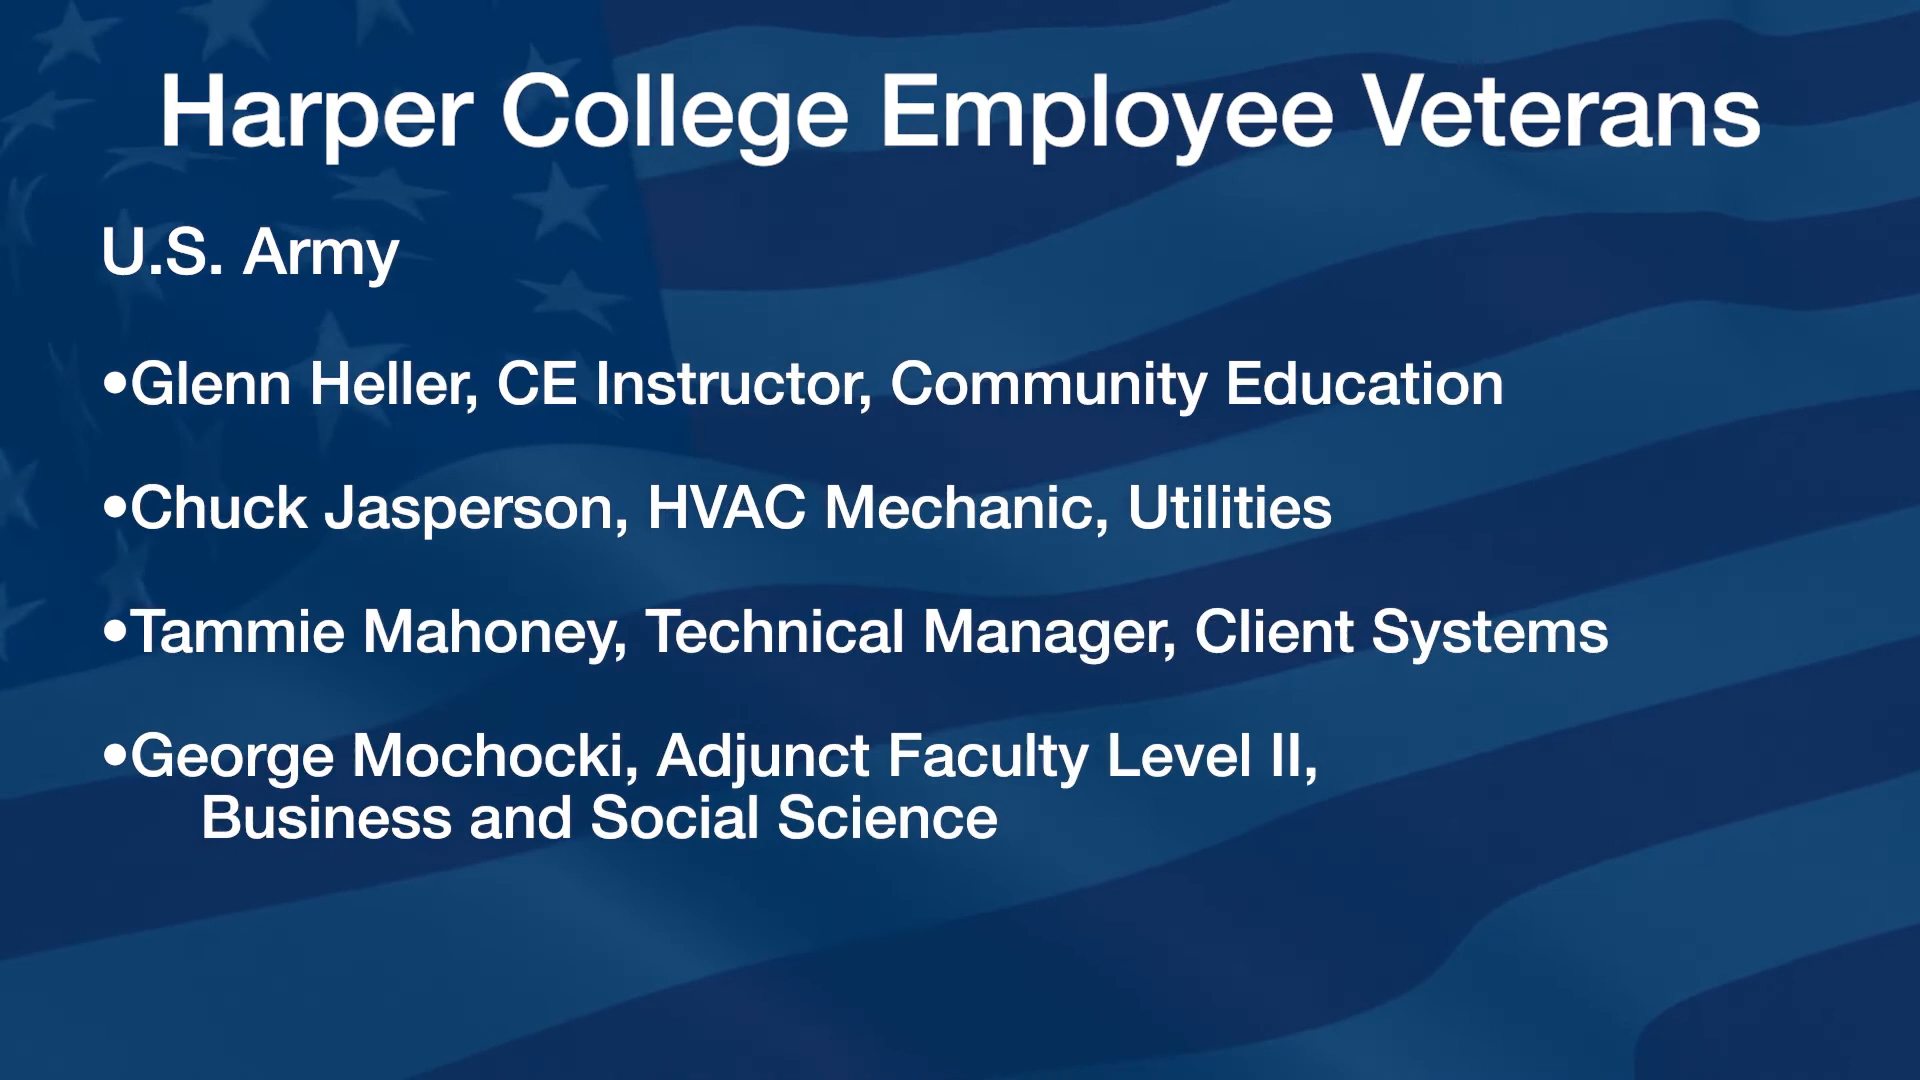 Harper College Employee Veterans
U.S. Army
•Glenn Heller, CE Instructor, Community Education
•Chuck Jasperson, HVAC Mechanic, Utilities
•Tammie Mahoney, Technical Manager, Client Systems
•George Mochocki, Adjunct Faculty Level II,
Business and Social Science